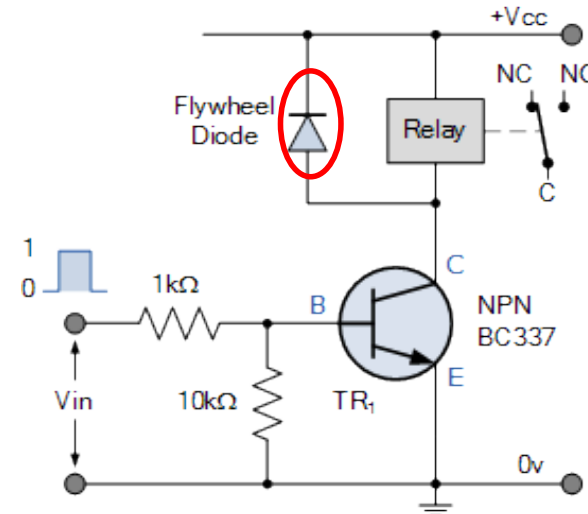 +Vcc
NC
NO
Flywheel
Diode
Relay
C
1
0
1kΩ
B
C
NPN
BC337
E
Vin
10kΩ
TR₁
0v